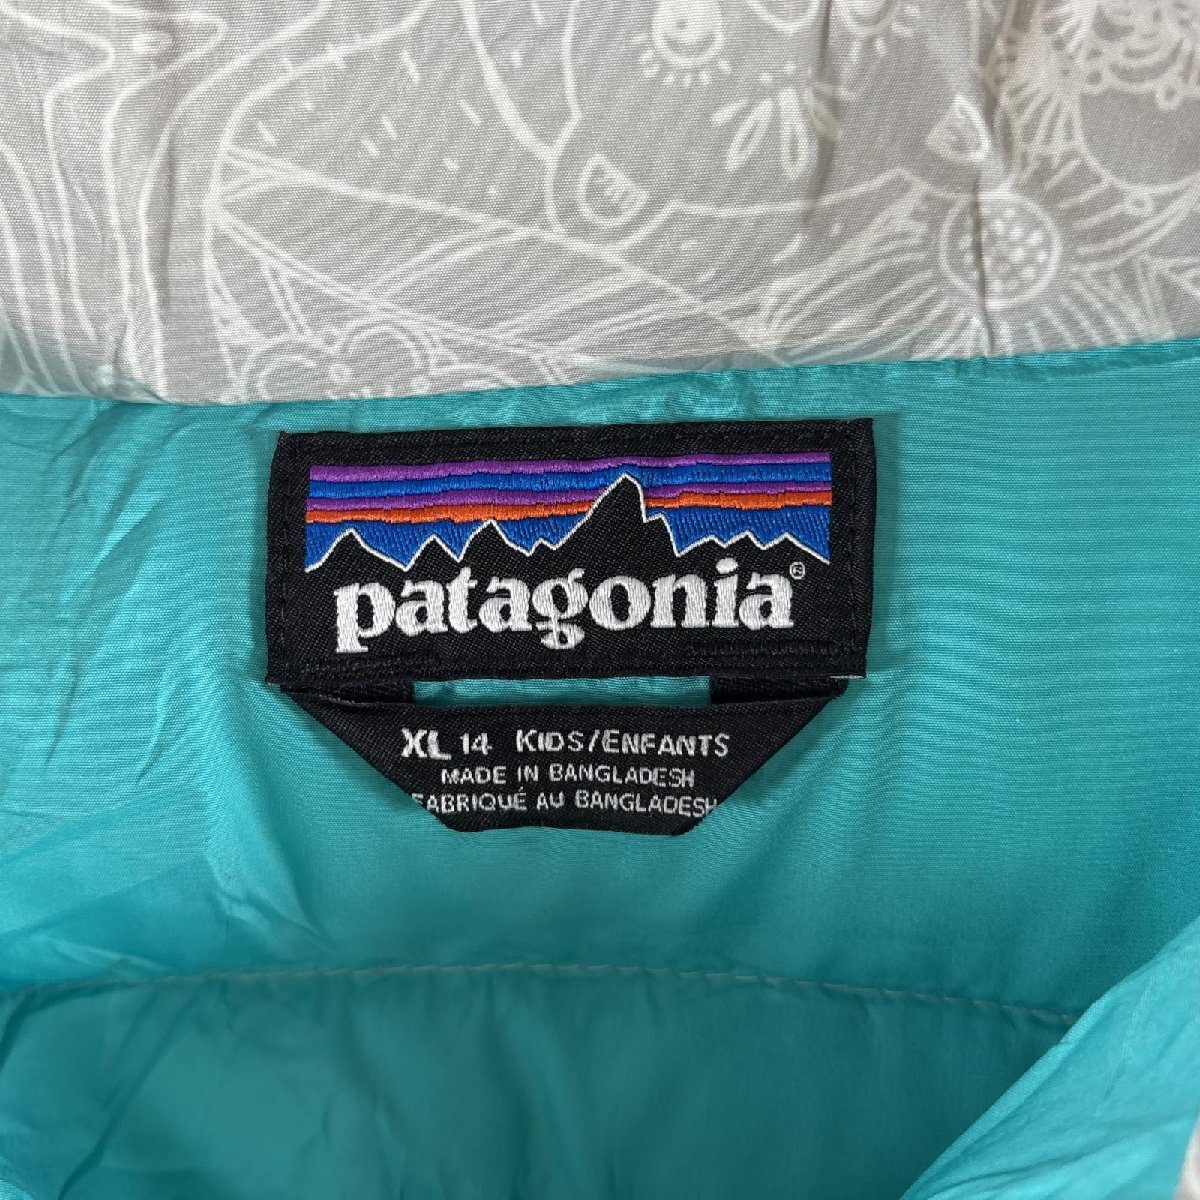 patagonia®
XL 14 KIDS/ENFANTS
MADE IN BANGLADESH
FABRIQUÉ AU BANGLADESH